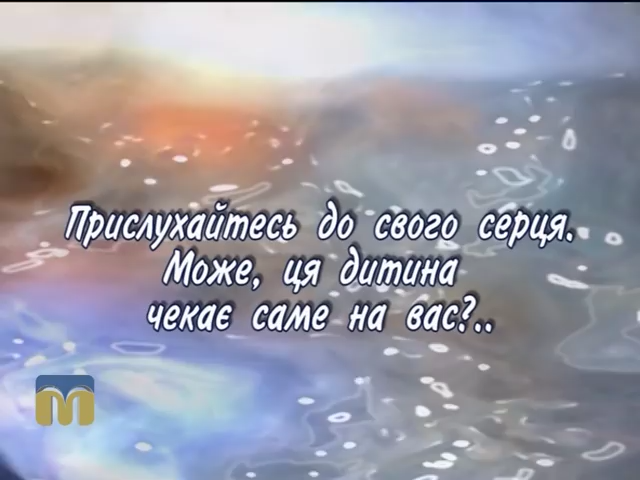 Прислухайтесь до свого серця.
Може, ця дитина
чекає саме на вас?..
М